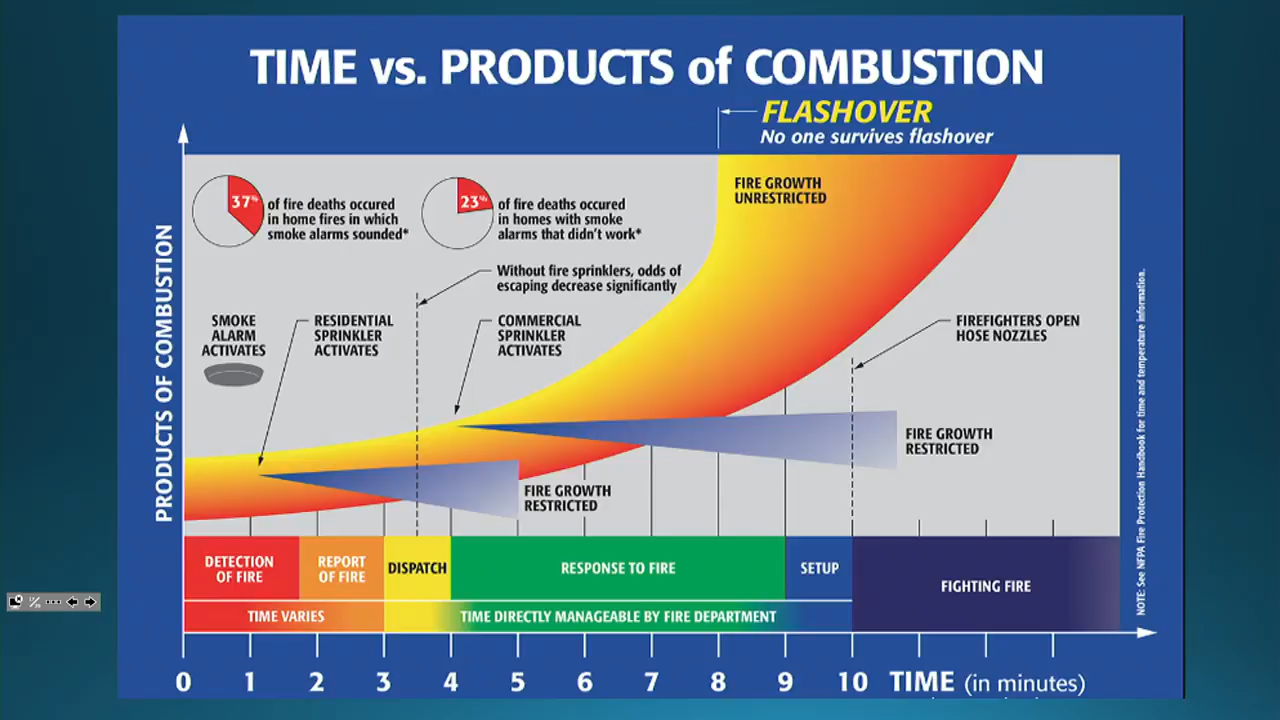 TIME vs. PRODUCTS of COMBUSTION
FLASHOVER
No one survives flashover
37%
of fire deaths occured
in home fires in which
smoke alarms sounded*
23%
of fire deaths occured
in homes with smoke
alarms that didn't work*
FIRE GROWTH
UNRESTRICTED
Without fire sprinklers, odds of
escaping decrease significantly
SMOKE
ALARM
ACTIVATES
RESIDENTIAL
SPRINKLER
ACTIVATES
COMMERCIAL
SPRINKLER
ACTIVATES
FIREFIGHTERS OPEN
HOSE NOZZLES
FIRE GROWTH
RESTRICTED
FIRE GROWTH
RESTRICTED
PRODUCTS OF COMBUSTION
NOTE: See NFPA Fire Protection Handbook for time and temperature information.
DETECTION
OF FIRE
REPORT
OF FIRE
DISPATCH
RESPONSE TO FIRE
SETUP
FIGHTING FIRE
TIME VARIES
TIME DIRECTLY MANAGEABLE BY FIRE DEPARTMENT
0 1 2 3 4 5 6 7 8 9 10 TIME (in minutes)